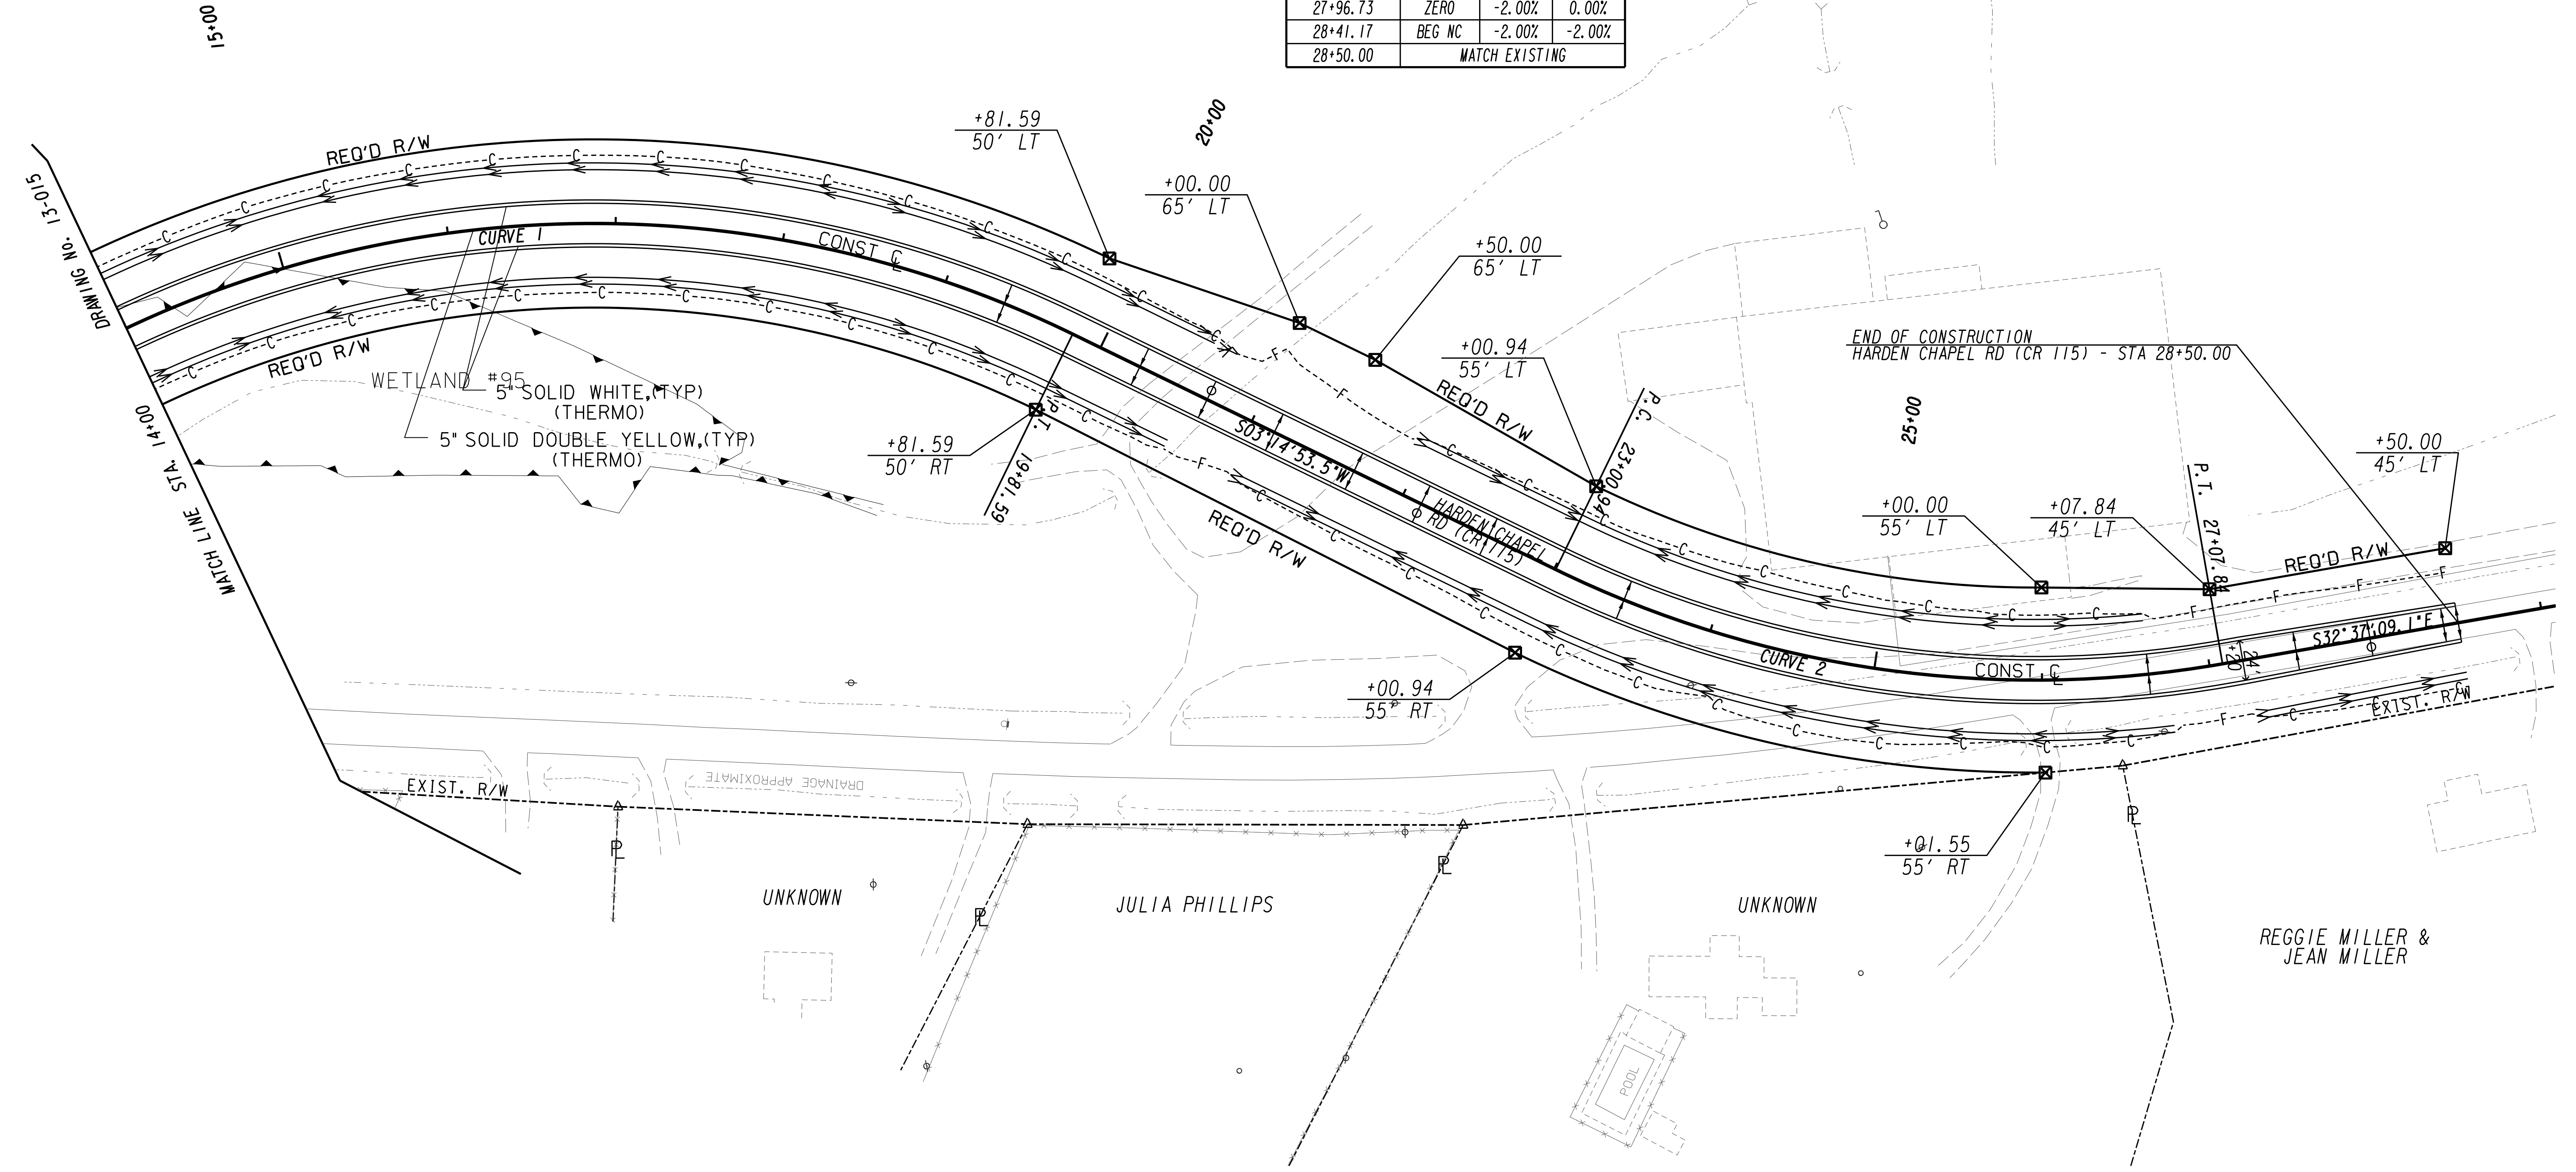 15+00
27+96.73 ZERO -2.00% 0.00%
28+41.17 BEG NC -2.00% -2.00%
28+50.00 MATCH EXISTING
+81.59
50' LT
20+00
+00.00
65' LT
+50.00
65' LT
+00.94
55' LT
REQ'D R/W
DRAWING No. 13-015
CURVE 1
CONST ℄
REQ'D R/W
WETLAND #95
5" SOLID WHITE,(TYP)
(THERMO)
5" SOLID DOUBLE YELLOW,(TYP)
(THERMO)
MATCH LINE STA. 14+00
+81.59
50' RT
P.T. 19+81.59
S03°14'53.5"W
REQ'D R/W
REQ'D R/W
HARDEN CHAPEL
RD (CR 115)
P.C. 23+00.94
END OF CONSTRUCTION
HARDEN CHAPEL RD (CR 115) - STA 28+50.00
25+00
+00.00
55' LT
+07.84
45' LT
P.T. 27+07.84
+50.00
45' LT
REQ'D R/W
CURVE 2
CONST ℄
S32°37'09.1"E
+20
24'
EXIST. R/W
+00.94
55' RT
DRAINAGE APPROXIMATE
EXIST. R/W
+01.55
55' RT
PL
PL
PL
PL
UNKNOWN
JULIA PHILLIPS
UNKNOWN
REGGIE MILLER &
JEAN MILLER
POOL